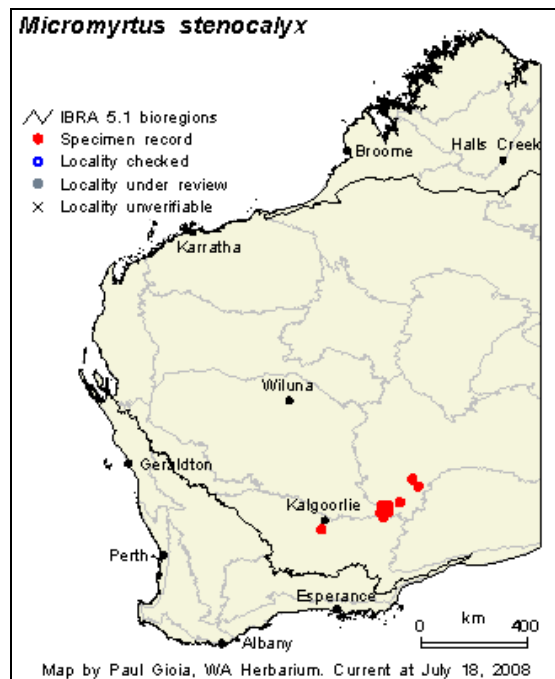 Micromyrtus stenocalyx
IBRA 5.1 bioregions
Specimen record
Locality checked
Locality under review
Locality unverifiable
Broome
Halls Creek
Karratha
Wiluna
Geraldton
Kalgoorlie
Perth
Esperance
Albany
km
0 400
Map by Paul Gioia, WA Herbarium. Current at July 18, 2008